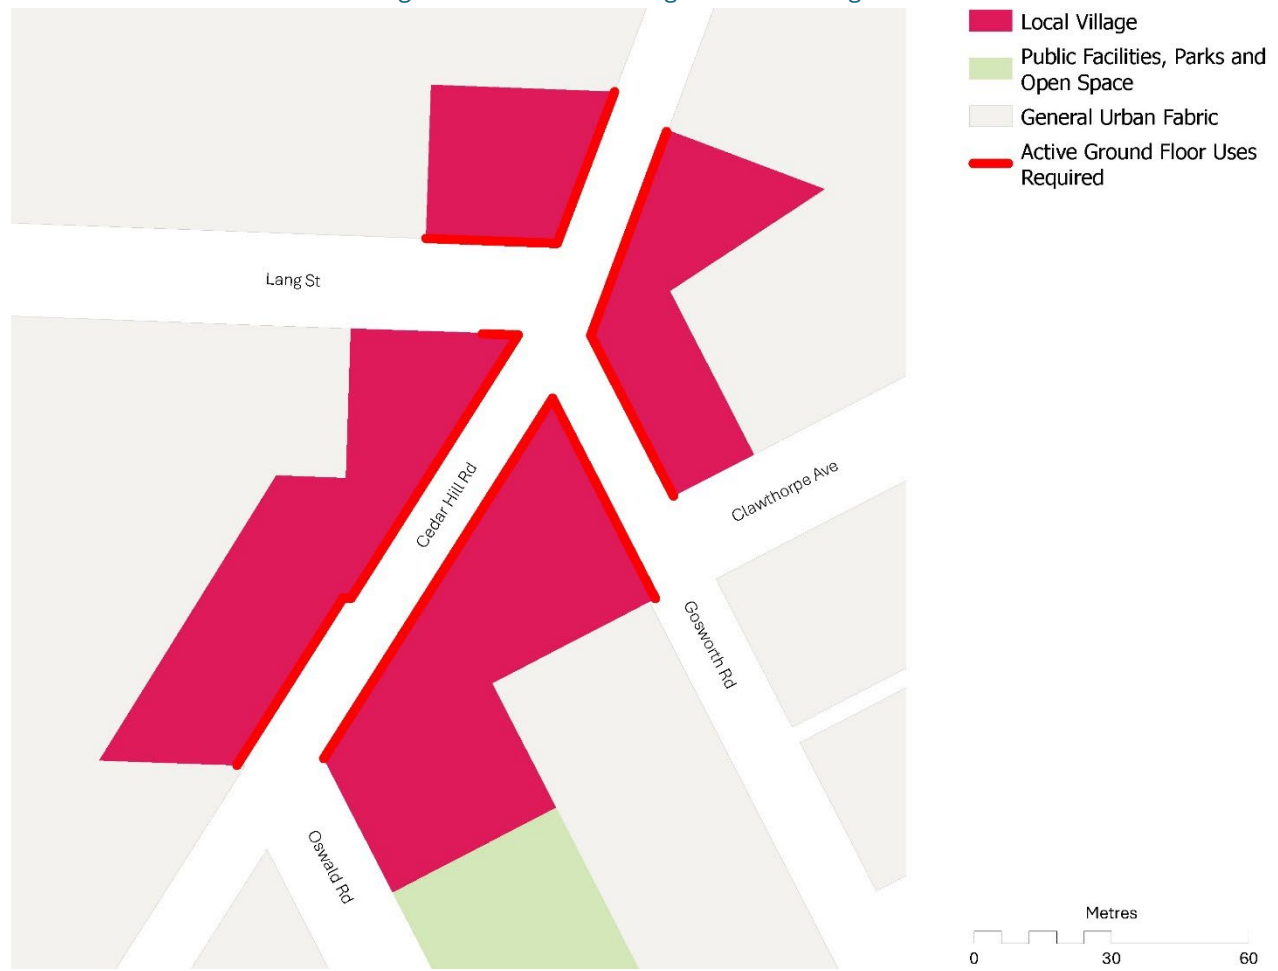 Local Village
Public Facilities, Parks and
Open Space
General Urban Fabric
Active Ground Floor Uses
Required
Lang St
Cedar Hill Rd
Clawthorpe Ave
Gosworth Rd
Oswald Rd
Metres
0 30 60